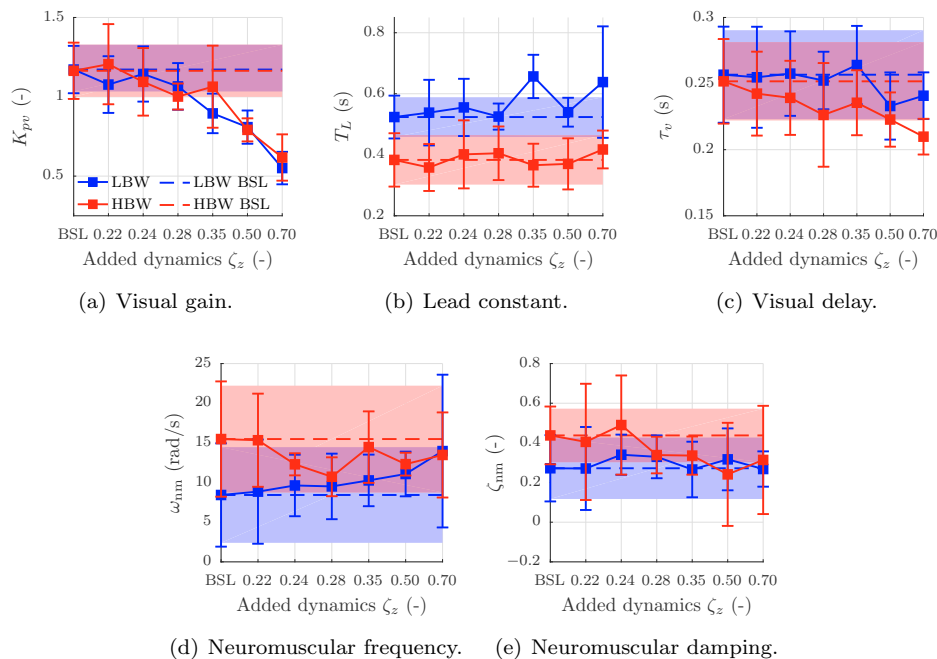 1.5
1
0.5
K_pv (-)
LBW
HBW
LBW BSL
HBW BSL
BSL 0.22 0.24 0.28 0.35 0.50 0.70
Added dynamics ζ_z (-)
(a) Visual gain.
0.8
0.6
0.4
0.2
T_L (s)
BSL 0.22 0.24 0.28 0.35 0.50 0.70
Added dynamics ζ_z (-)
(b) Lead constant.
0.3
0.25
0.2
0.15
τ_v (s)
BSL 0.22 0.24 0.28 0.35 0.50 0.70
Added dynamics ζ_z (-)
(c) Visual delay.
25
20
15
10
5
0
ω_nm (rad/s)
BSL 0.22 0.24 0.28 0.35 0.50 0.70
Added dynamics ζ_z (-)
(d) Neuromuscular frequency.
0.8
0.6
0.4
0.2
0
−0.2
ζ_nm (-)
BSL 0.22 0.24 0.28 0.35 0.50 0.70
Added dynamics ζ_z (-)
(e) Neuromuscular damping.